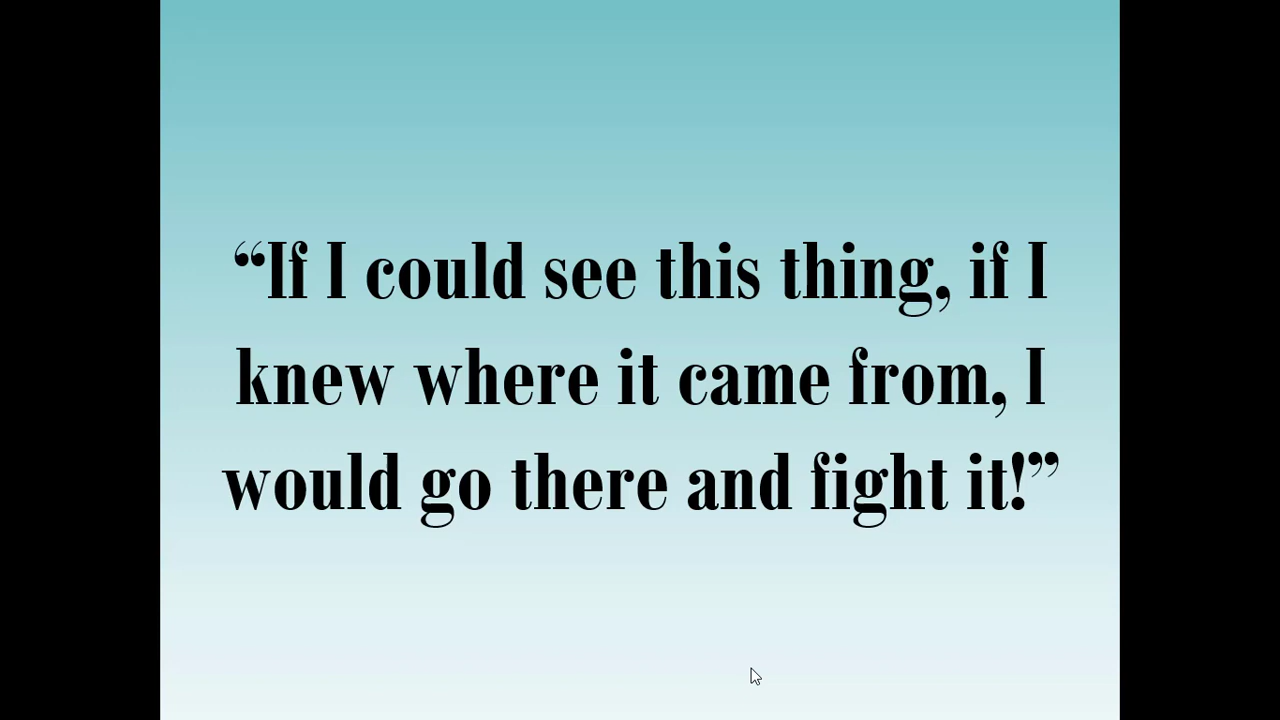 “If I could see this thing, if I
knew where it came from, I
would go there and fight it!”